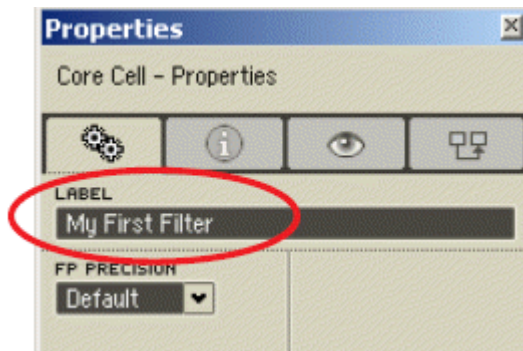 Properties
Core Cell - Properties
LABEL
My First Filter
FP PRECISION
Default